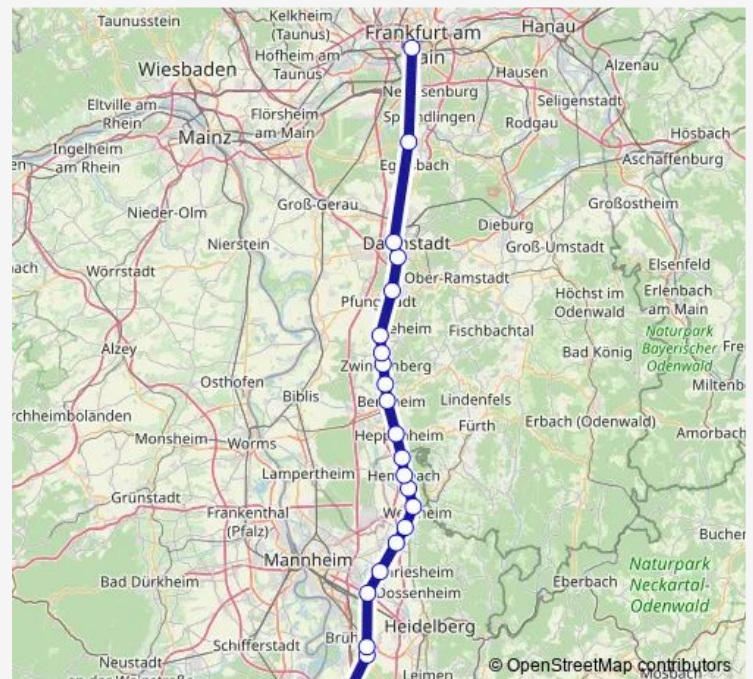 Taunusstein
Kelkheim
(Taunus)
Frankfurt am
Hanau
Hofheim am
Taunus
Wiesbaden
Hausen
Alzenau
Eltville am
Rhein
Seligenstadt
Flörsheim
am Main
Rodgau
Mainz
Hösbach
Ingelheim
am Rhein
Aschaffenburg
Groß-Gerau
Großostheim
Nieder-Olm
Dieburg
Nierstein
Groß-Umstadt
Wörrstadt
Ober-Ramstadt
Elsenfeld
Höchst im
Odenwald
Erlenbach
am Main
Fischbachtal
Naturpark
Bayerischer
Odenwald
Alzey
Bad König
Osthofen
Biblis
Lindenfels
Erbach (Odenwald)
Fürth
Monsheim
Worms
Amorbach
Lampertheim
Grünstadt
Frankenthal
(Pfalz)
Mannheim
Bad Dürkheim
Dossenheim
Eberbach
Naturpark
Neckartal-
Odenwald
Heidelberg
Schifferstadt
Neustadt
Leimen
© OpenStreetMap contributors